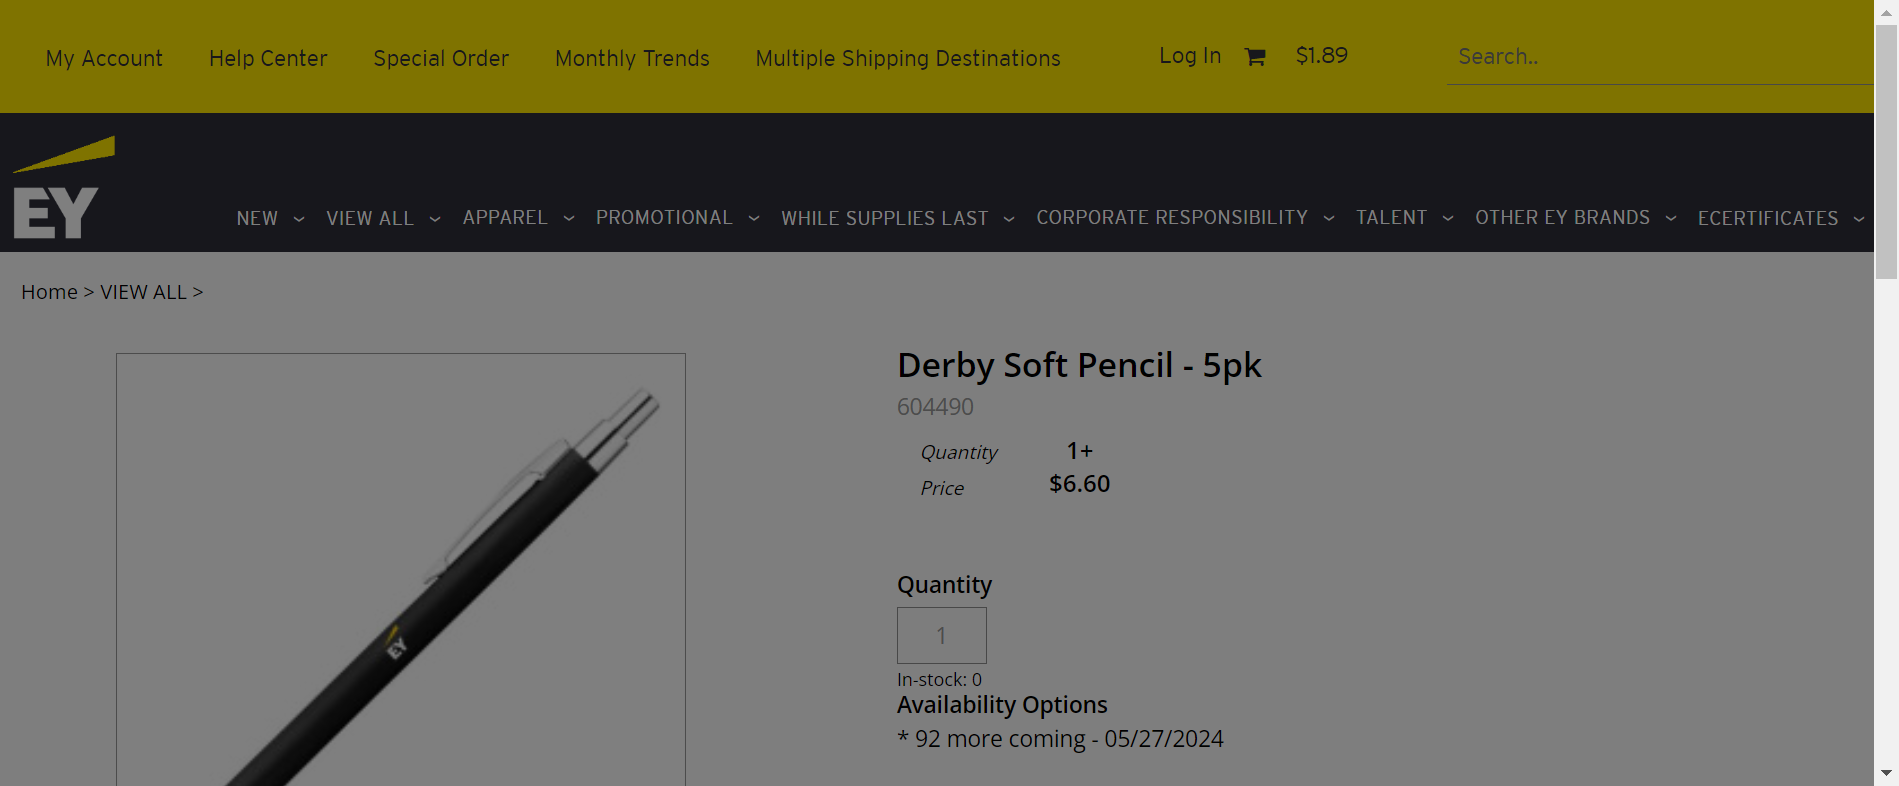 My Account Help Center Special Order Monthly Trends Multiple Shipping Destinations Log In $1.89 Search..
EY
NEW VIEW ALL APPAREL PROMOTIONAL WHILE SUPPLIES LAST CORPORATE RESPONSIBILITY TALENT OTHER EY BRANDS ECERTIFICATES
Home > VIEW ALL >
EY
Derby Soft Pencil - 5pk
604490
Quantity 1+
Price $6.60
Quantity
1
In-stock: 0
Availability Options
* 92 more coming - 05/27/2024